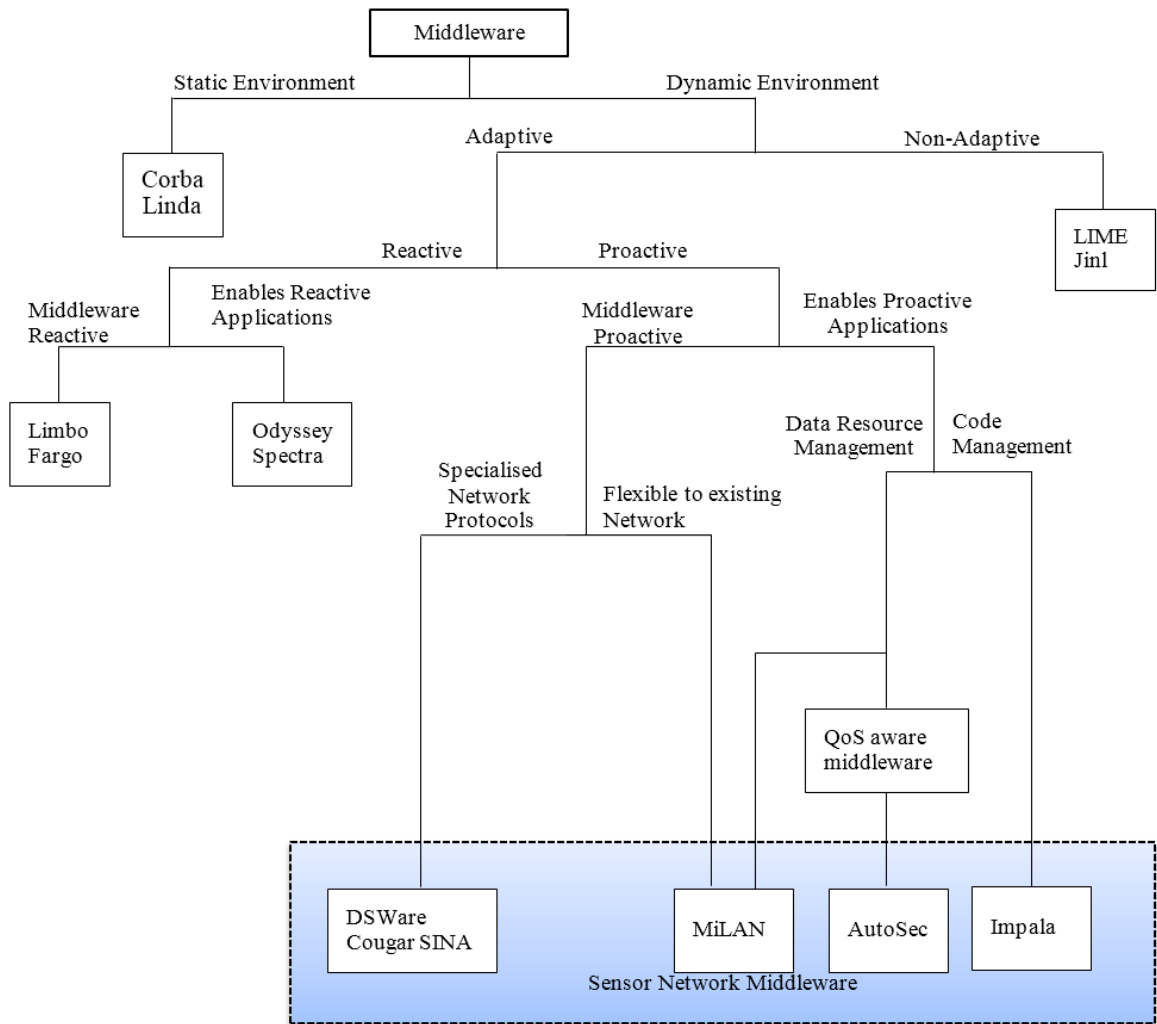 Middleware
Static Environment
Dynamic Environment
Adaptive
Non-Adaptive
Corba
Linda
LIME
Jinl
Reactive
Proactive
Middleware
Reactive
Enables Reactive
Applications
Middleware
Proactive
Enables Proactive
Applications
Limbo
Fargo
Odyssey
Spectra
Data Resource
Management
Code
Management
Specialised
Network
Protocols
Flexible to existing
Network
QoS aware
middleware
DSWare
Cougar SINA
MiLAN
AutoSec
Impala
Sensor Network Middleware